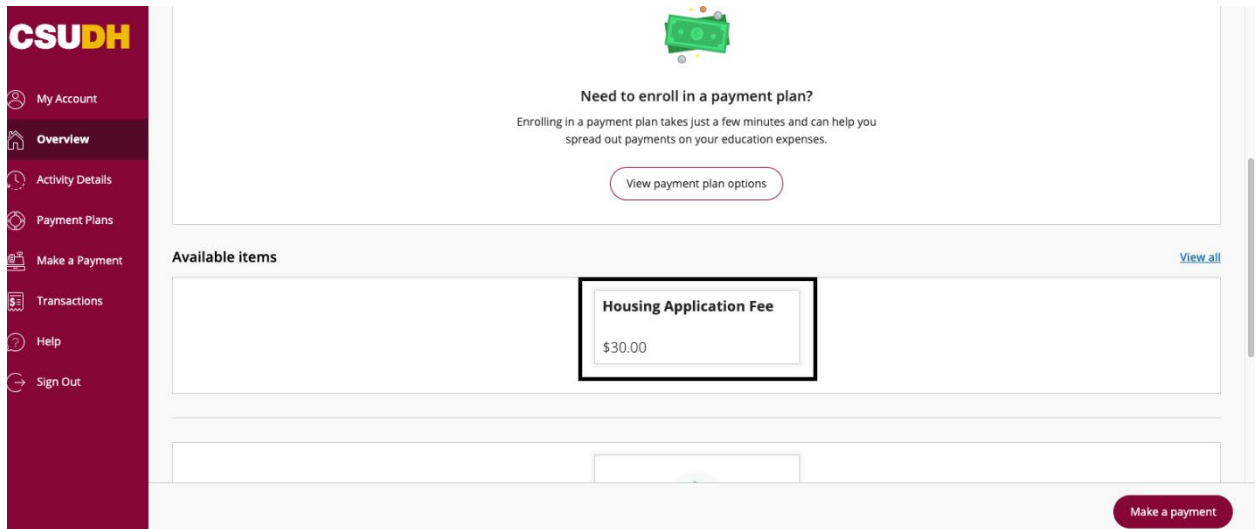 CSUDH
My Account
Overview
Activity Details
Payment Plans
Make a Payment
Transactions
Help
Sign Out
Need to enroll in a payment plan?
Enrolling in a payment plan takes just a few minutes and can help you
spread out payments on your education expenses.
View payment plan options
Available items
View all
Housing Application Fee
$30.00
Make a payment